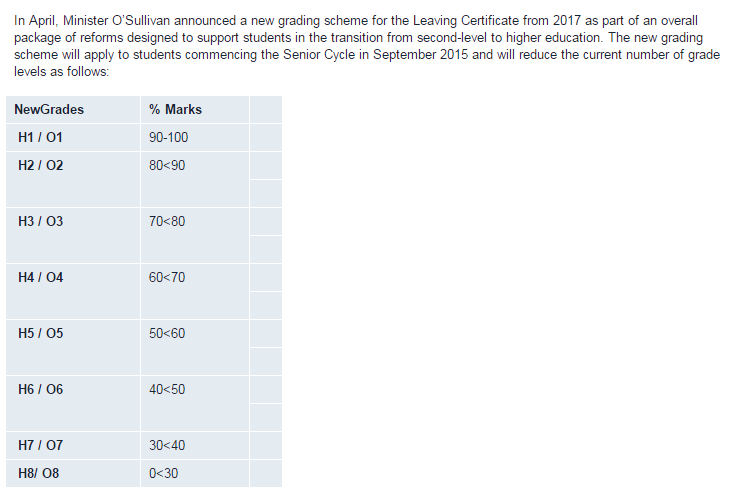 In April, Minister O'Sullivan announced a new grading scheme for the Leaving Certificate from 2017 as part of an overall
package of reforms designed to support students in the transition from second-level to higher education. The new grading
scheme will apply to students commencing the Senior Cycle in September 2015 and will reduce the current number of grade
levels as follows:
NewGrades % Marks
H1 / O1 90-100
H2 / O2 80<90
H3 / O3 70<80
H4 / O4 60<70
H5 / O5 50<60
H6 / O6 40<50
H7 / O7 30<40
H8/ O8 0<30